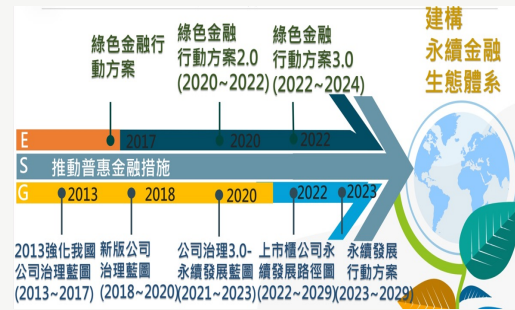 建構
永續金融
生態體系
綠色金融行
動方案
綠色金融
行動方案2.0
(2020~2022)
綠色金融
行動方案3.0
(2022~2024)
E
2017
2020
2022
S
推動普惠金融措施
G
2013
2018
2020
2022
2023
2013強化我國
公司治理藍圖
(2013~2017)
新版公司
治理藍圖
(2018~2020)
公司治理3.0-
永續發展藍圖
(2021~2023)
上市櫃公司永
續發展路徑圖
(2022~2029)
永續發展
行動方案
(2023~2029)